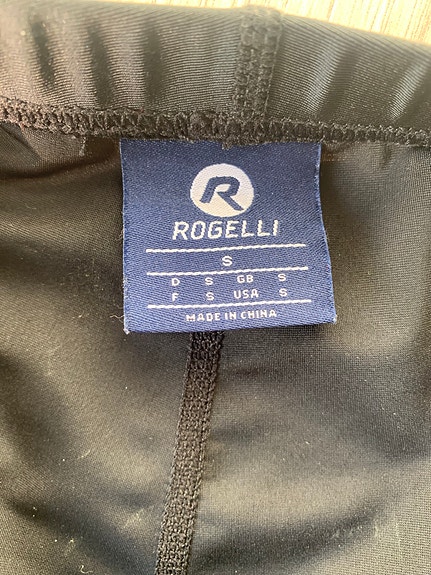 R
ROGELLI
S
D S GB S
F S USA S
MADE IN CHINA